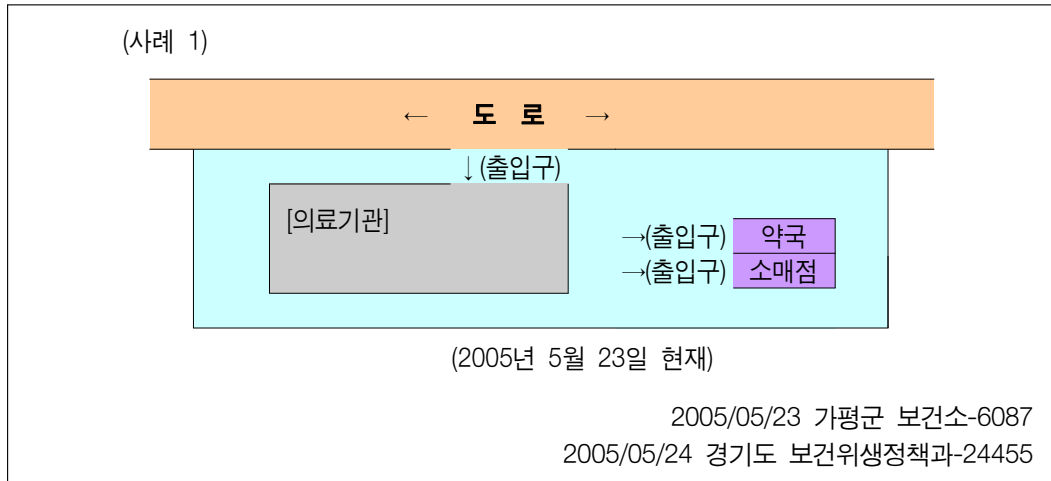 (사례 1)
← 도 로 →
↓(출입구)
[의료기관]
→(출입구) 약국
→(출입구) 소매점
(2005년 5월 23일 현재)
2005/05/23 가평군 보건소-6087
2005/05/24 경기도 보건위생정책과-24455